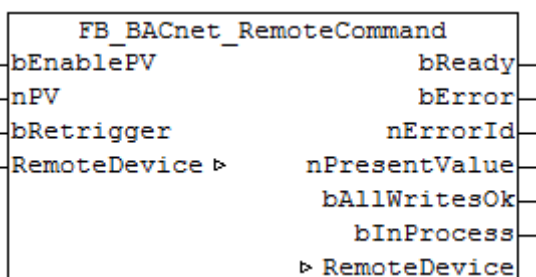 FB_BACnet_RemoteCommand
bEnablePV bReady
nPV bError
bRetrigger nErrorId
RemoteDevice ▹ nPresentValue
bAllWritesOk
bInProcess
▹ RemoteDevice